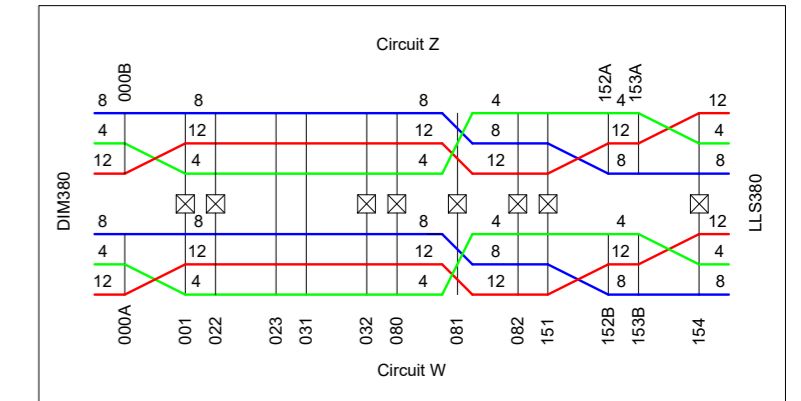 Circuit Z
000B 152A 153A
8 8 8 4 4 12
4 12 12 8 12 4
12 4 4 12 8 8
DIM380 LLS380
8 8 8 4 4 12
4 12 12 8 12 4
12 4 4 12 8 8
000A 001 022 023 031 032 080 081 082 151 152B 153B 154
Circuit W